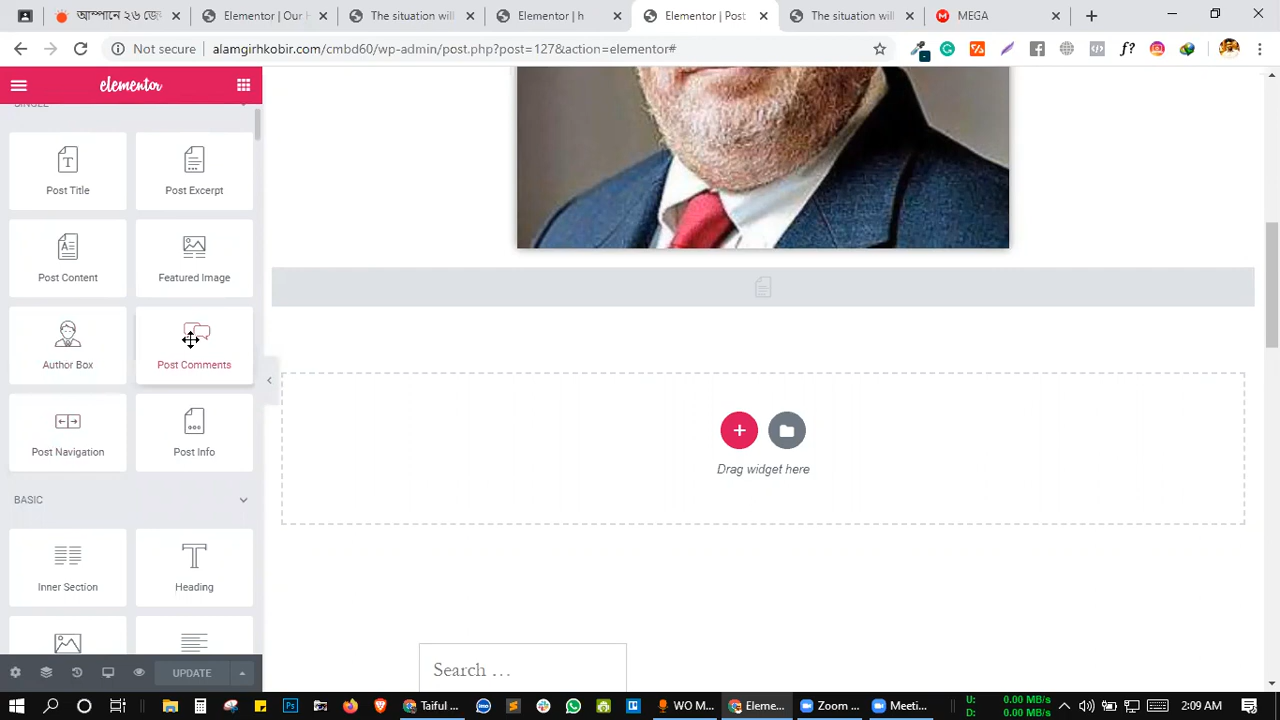 আম্পানে ২৬ জে
Elementor | Our H
The situation will
Elementor | h
Elementor | Post
The situation will
MEGA
Not secure
alamgirhkobir.com/cmbd60/wp-admin/post.php?post=127&action=elementor#
elementor
SINGLE
Post Title
Post Excerpt
Post Content
Featured Image
Author Box
Post Comments
Post Navigation
Post Info
BASIC
Inner Section
Heading
UPDATE
Drag widget here
Search …
Taiful ...
WO M...
Eleme...
Zoom ...
Meeti...
U: 0.00 MB/s
D: 0.00 MB/s
2:09 AM